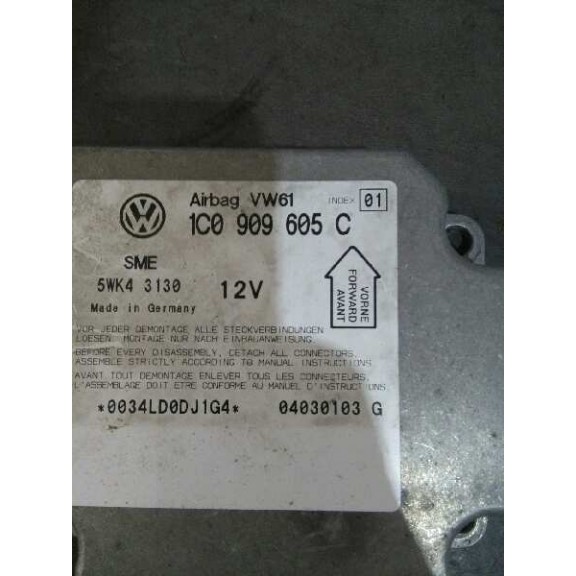 Airbag VW61 INDEX 01
1C0 909 605 C
SME
5WK4 3130 12V
Made in Germany
VORNE
FORWARD
AVANT
VOR JEDER DEMONTAGE ALLE STECKVERBINDUNGEN
LOESEN. MONTAGE NUR NACH EINBAUANWEISUNG
BEFORE EVERY DISASSEMBLY, DETACH ALL CONNECTORS.
ASSEMBLE STRICTLY ACCORDING TO MANUAL INSTRUCTION.
AVANT TOUT DEMONTAGE ENLEVER TOUS LES CONNECTEURS.
L'ASSEMBLAGE DOIT ETRE CONFORME AU MANUEL D'INSTRUCTIONS.
*0034LD0DJ1G4* 04030103 G